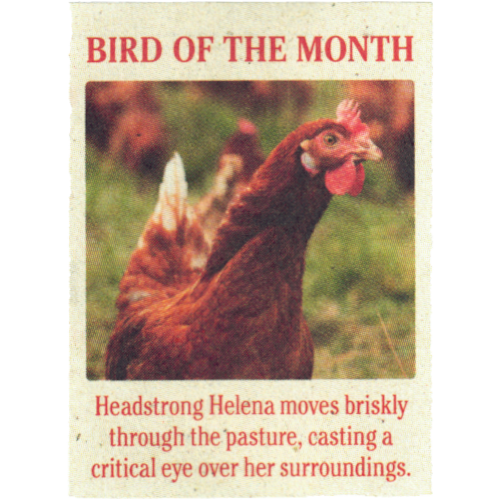 BIRD OF THE MONTH
Headstrong Helena moves briskly
through the pasture, casting a
critical eye over her surroundings.